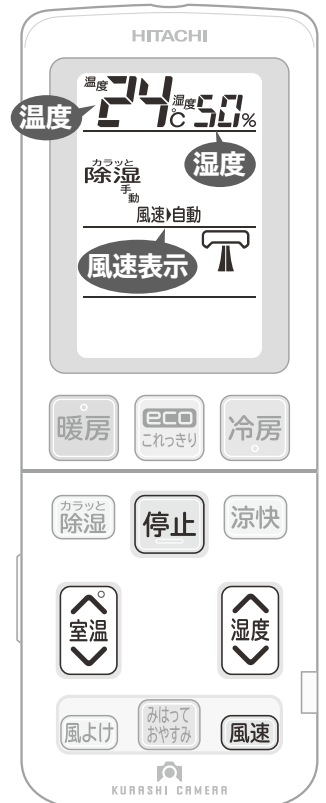 HITACHI
温度 24℃ 湿度 50%
温度
湿度
カラッと
除湿
手動
風速▶自動
風速表示
暖房
eco
これっきり
冷房
カラッと
除湿
停止
涼快
室温
湿度
風よけ
みはって
おやすみ
風速
KURASHI CAMERA